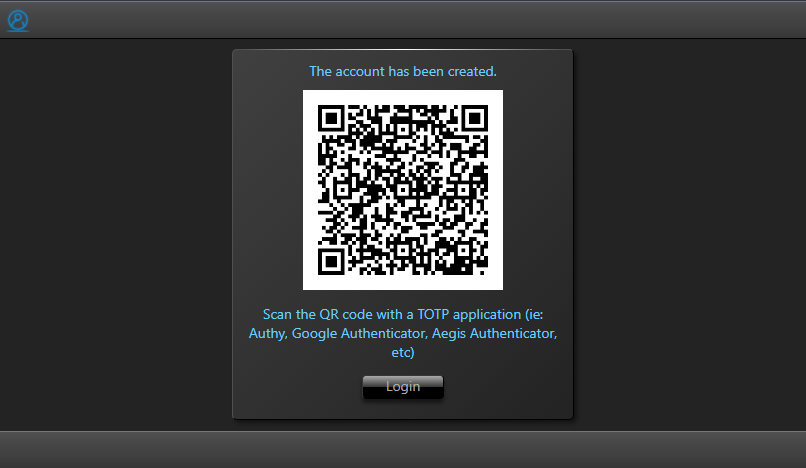 The account has been created.
Scan the QR code with a TOTP application (ie:
Authy, Google Authenticator, Aegis Authenticator,
etc)
Login